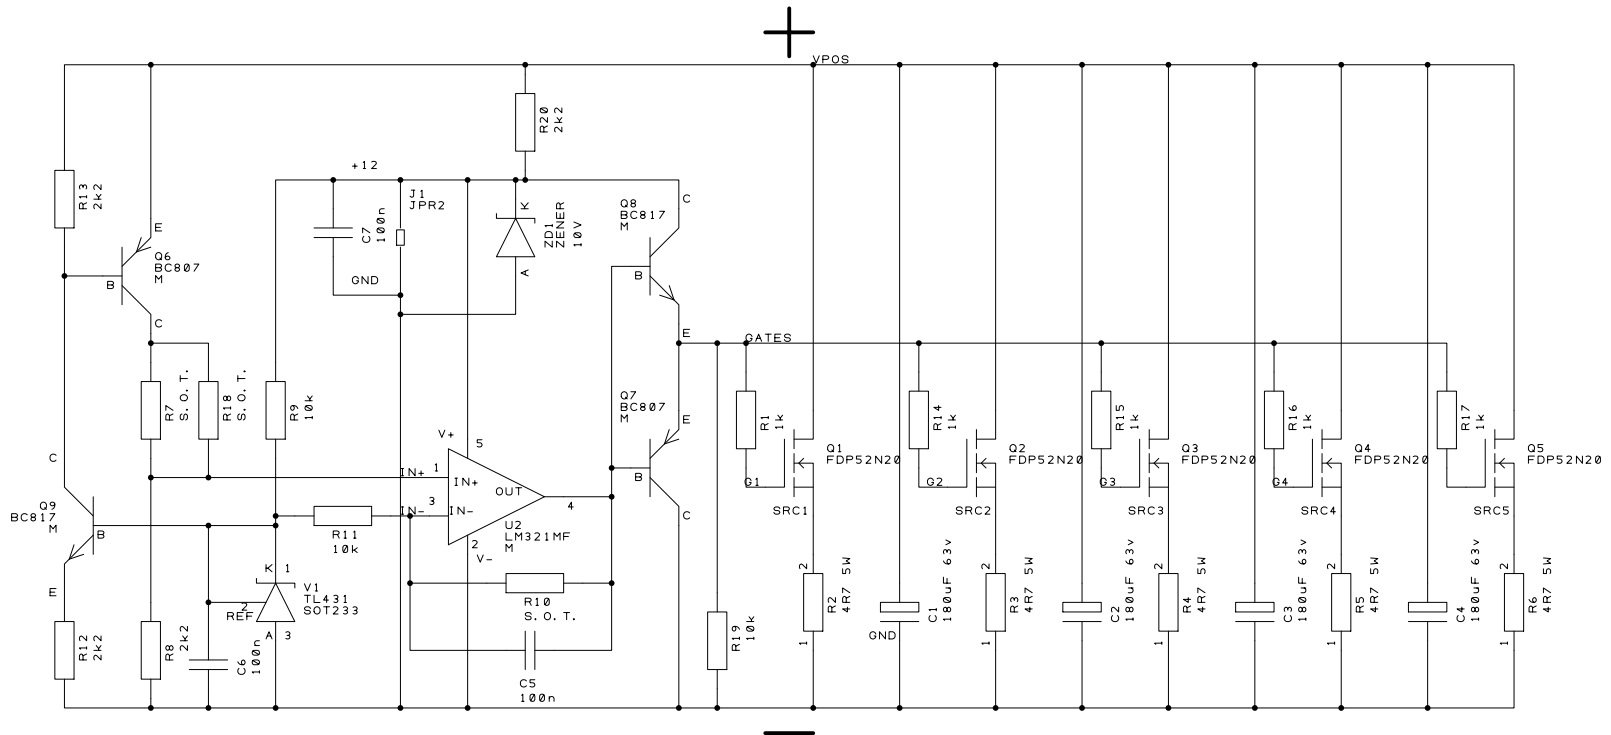 VPOS
R20
2k2
+12
R13
2k2
J1
JPR2
C7
100n
K
ZD1
ZENER
10V
A
Q8
BC817
M
C
B
E
E
Q6
BC807
M
B
C
GND
GATES
R7
S.O.T.
R18
S.O.T.
R9
10k
Q7
BC807
M
E
B
C
R1
1k
R14
1k
R15
1k
R16
1k
R17
1k
V+
5
IN+
1
IN+
OUT
4
IN-
3
IN-
U2
LM321MF
M
2
V-
Q1
FDP52N20
Q2
FDP52N20
Q3
FDP52N20
Q4
FDP52N20
Q5
FDP52N20
G1
G2
G3
G4
SRC1
SRC2
SRC3
SRC4
SRC5
C
Q9
BC817
M
B
E
R11
10k
K
1
V1
TL431
SOT233
2
REF
A
3
R10
S.O.T.
C5
100n
R12
2k2
R8
2k2
C6
100n
R19
10k
2
R2
4R7 5W
1
GND
C1
180uF 63v
2
R3
4R7 5W
1
C2
180uF 63v
2
R4
4R7 5W
1
C3
180uF 63v
2
R5
4R7 5W
1
C4
180uF 63v
2
R6
4R7 5W
1